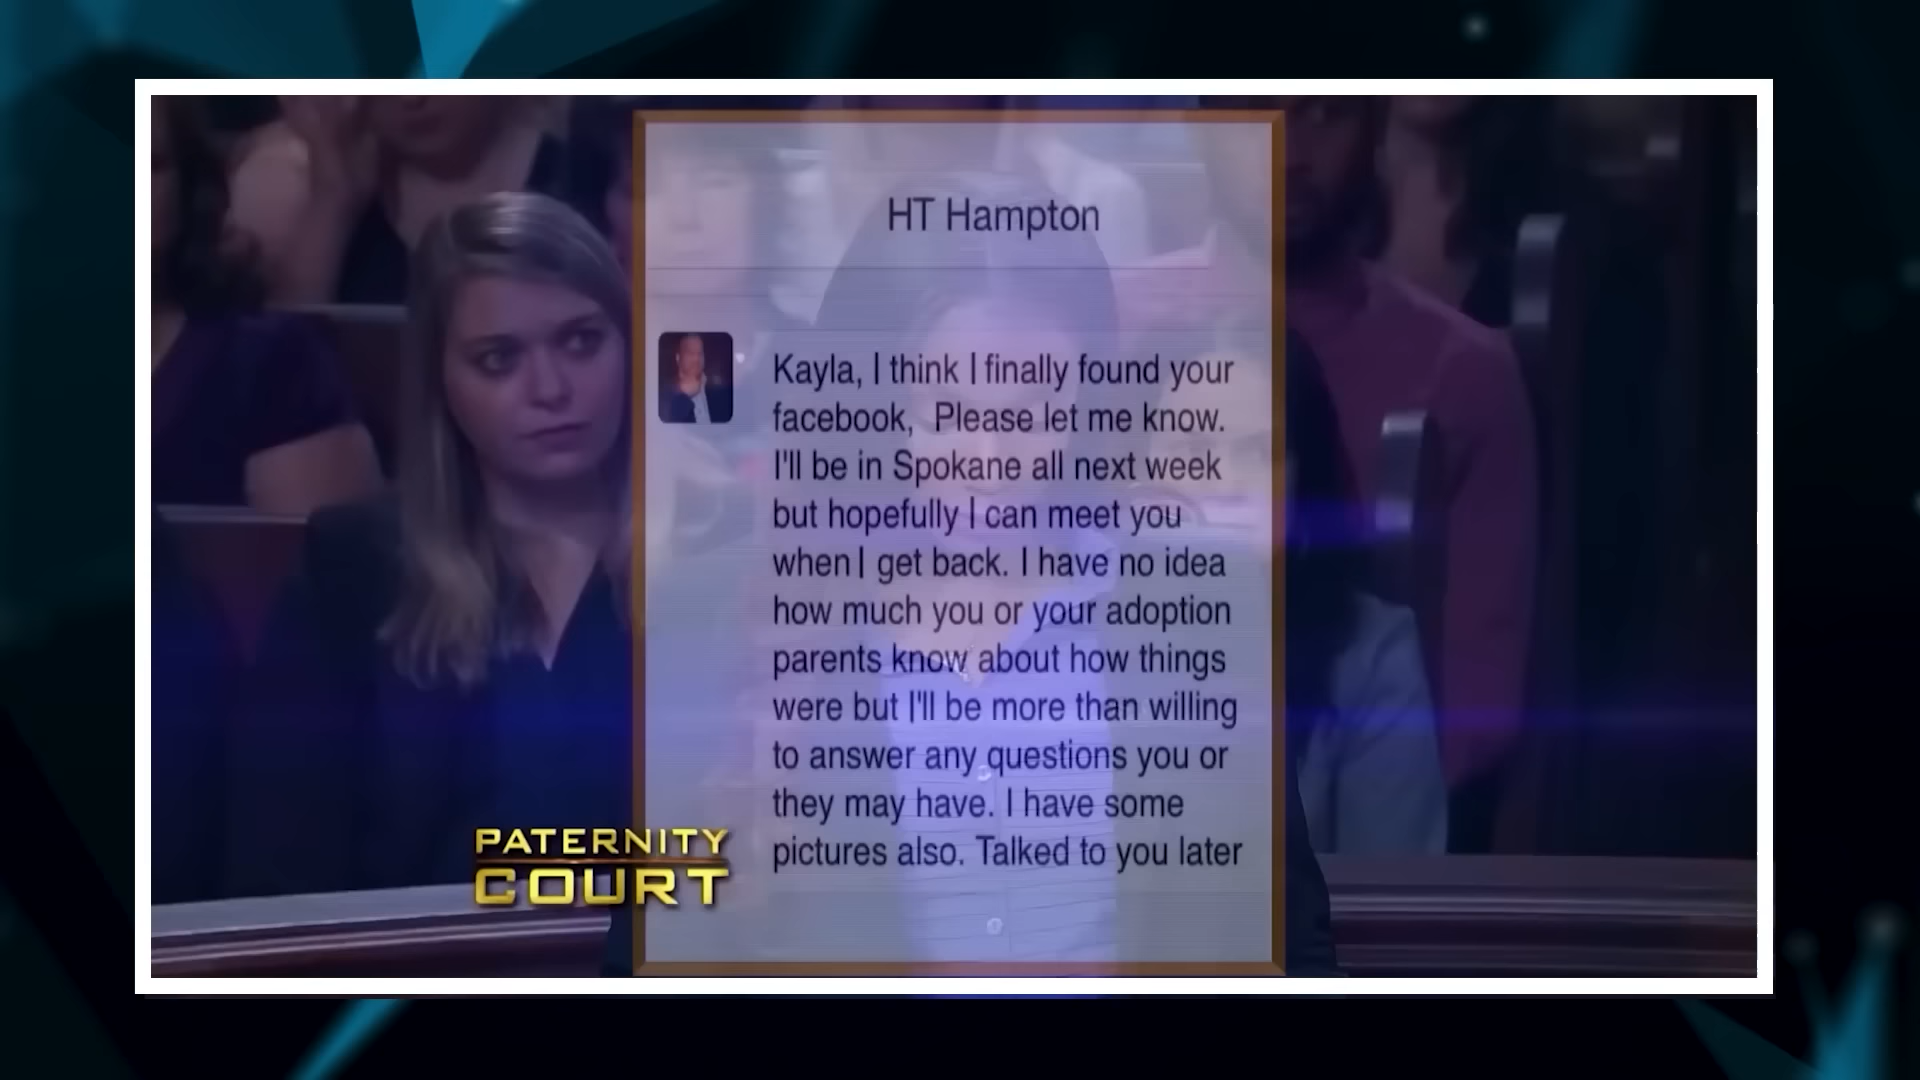 HT Hampton
Kayla, I think I finally found your
facebook,  Please let me know.
I'll be in Spokane all next week
but hopefully I can meet you
when I get back. I have no idea
how much you or your adoption
parents know about how things
were but I'll be more than willing
to answer any questions you or
they may have. I have some
pictures also. Talked to you later
PATERNITY
COURT